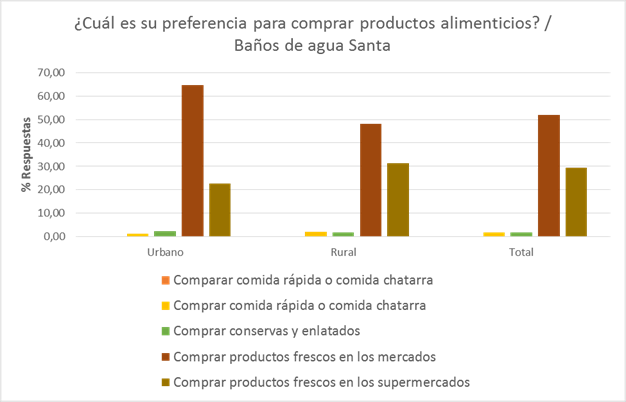 ¿Cuál es su preferencia para comprar productos alimenticios? /
Baños de agua Santa
70,00
60,00
50,00
40,00
30,00
20,00
10,00
0,00
% Respuestas
Urbano
Rural
Total
Comparar comida rápida o comida chatarra
Comprar comida rápida o comida chatarra
Comprar conservas y enlatados
Comprar productos frescos en los mercados
Comprar productos frescos en los supermercados